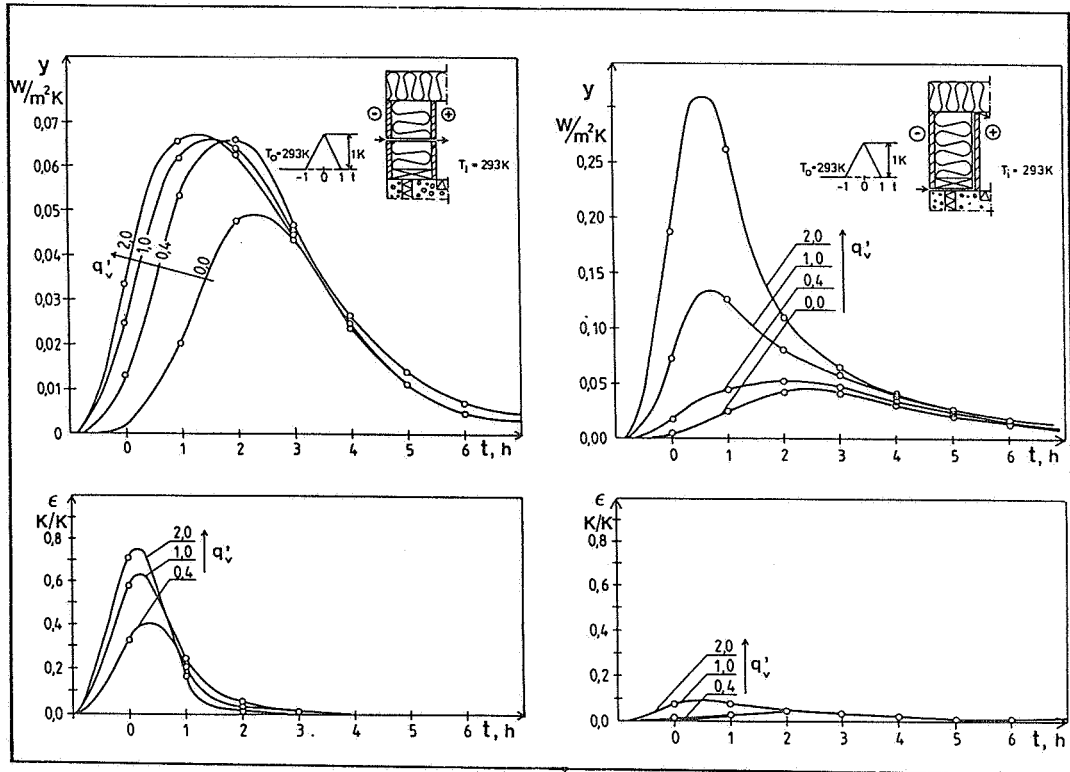 y
W/m²K
0,07
0,06
0,05
0,04
0,03
0,02
0,01
0
0 1 2 3 4 5 6 t, h
q'v
2,0
1,0
0,4
0,0
T₀=293K
1K
-1 0 1 t
⊖ ⊕
Tᵢ = 293K
y
W/m²K
0,25
0,20
0,15
0,10
0,05
0,00
0 1 2 3 4 5 6 t, h
2,0
1,0
0,4
0,0
q'v
T₀=293K
1K
-1 0 1 t
⊖ ⊕
Tᵢ = 293K
ϵ
K/K
0,8
0,6
0,4
0,2
0,0
0 1 2 3 4 5 6 t, h
2,0
1,0
0,4
q'v
ϵ
K/K
0,8
0,6
0,4
0,2
0,0
0 1 2 3 4 5 6 t, h
2,0
1,0
0,4
q'v